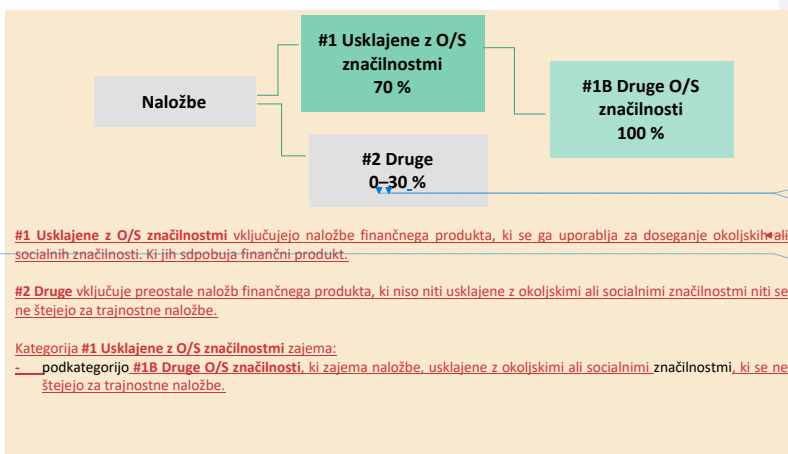 #1 Usklajene z O/S
značilnostmi
70 %
Naložbe
#1B Druge O/S
značilnosti
100 %
#2 Druge
0–30 %
#1 Usklajene z O/S značilnostmi vključujejo naložbe finančnega produkta, ki se ga uporablja za doseganje okoljskih ali
socialnih značilnosti. Ki jih sdpobuja finančni produkt.
#2 Druge vključuje preostale naložb finančnega produkta, ki niso niti usklajene z okoljskimi ali socialnimi značilnostmi niti se
ne štejejo za trajnostne naložbe.
Kategorija #1 Usklajene z O/S značilnostmi zajema:
- podkategorijo #1B Druge O/S značilnosti, ki zajema naložbe, usklajene z okoljskimi ali socialnimi značilnostmi, ki se ne
štejejo za trajnostne naložbe.